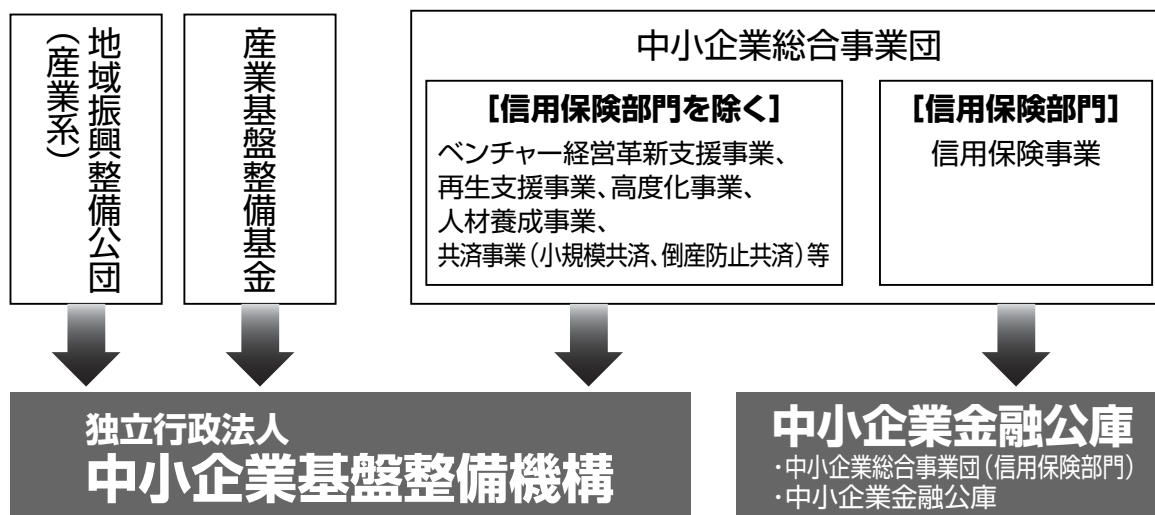 地域振興整備公団
（産業系）
産業基盤整備基金
中小企業総合事業団
［信用保険部門を除く］
ベンチャー経営革新支援事業、
再生支援事業、高度化事業、
人材養成事業、
共済事業（小規模共済、倒産防止共済）等
［信用保険部門］
信用保険事業
独立行政法人
中小企業基盤整備機構
中小企業金融公庫
・中小企業総合事業団（信用保険部門）
・中小企業金融公庫